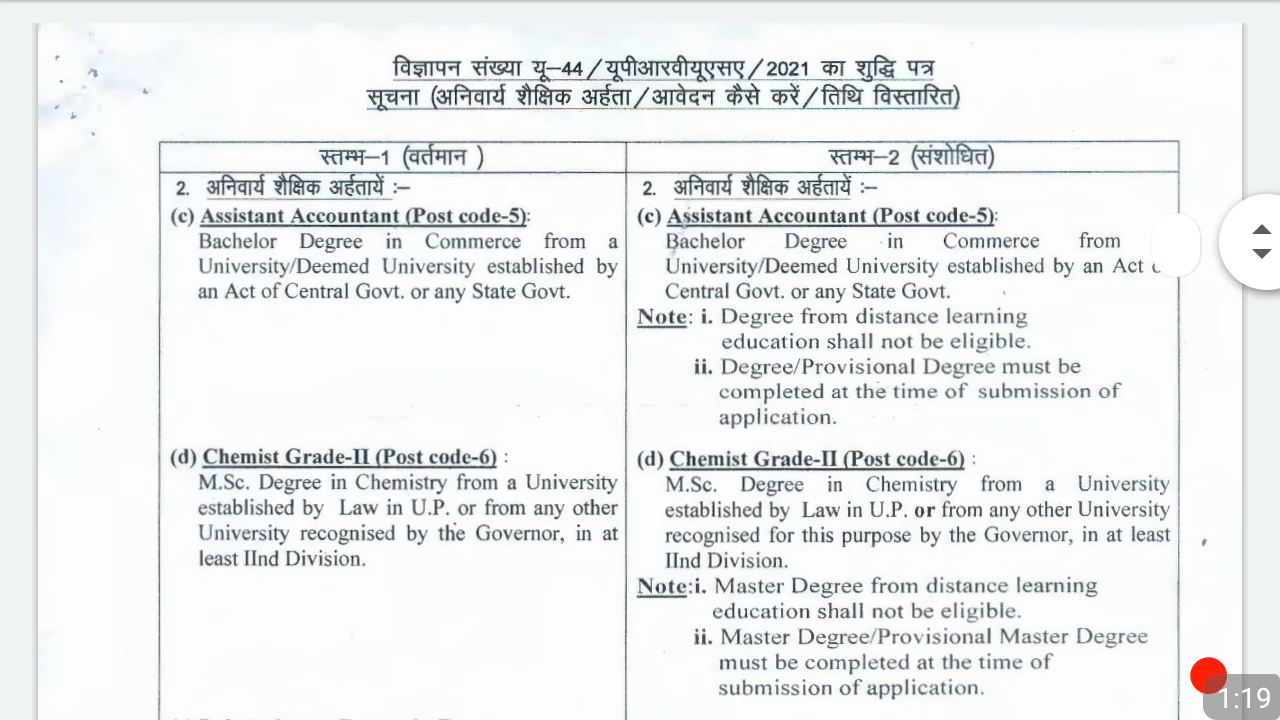 विज्ञापन संख्या यू–44/यूपीआरवीयूएसए/2021 का शुद्धि पत्र
सूचना (अनिवार्य शैक्षिक अर्हता/आवेदन कैसे करें/तिथि विस्तारित)
स्तम्भ–1 (वर्तमान )
2. अनिवार्य शैक्षिक अर्हतायें :–
(c) Assistant Accountant (Post code-5):
Bachelor Degree in Commerce from a
University/Deemed University established by
an Act of Central Govt. or any State Govt.
(d) Chemist Grade-II (Post code-6) :
M.Sc. Degree in Chemistry from a University
established by Law in U.P. or from any other
University recognised by the Governor, in at
least IInd Division.
स्तम्भ–2 (संशोधित)
2. अनिवार्य शैक्षिक अर्हतायें :–
(c) Assistant Accountant (Post code-5):
Bachelor Degree in Commerce from
University/Deemed University established by an Act
Central Govt. or any State Govt.
Note: i. Degree from distance learning
education shall not be eligible.
ii. Degree/Provisional Degree must be
completed at the time of submission of
application.
(d) Chemist Grade-II (Post code-6) :
M.Sc. Degree in Chemistry from a University
established by Law in U.P. or from any other University
recognised for this purpose by the Governor, in at least
IInd Division.
Note:i. Master Degree from distance learning
education shall not be eligible.
ii. Master Degree/Provisional Master Degree
must be completed at the time of
submission of application.
1:19